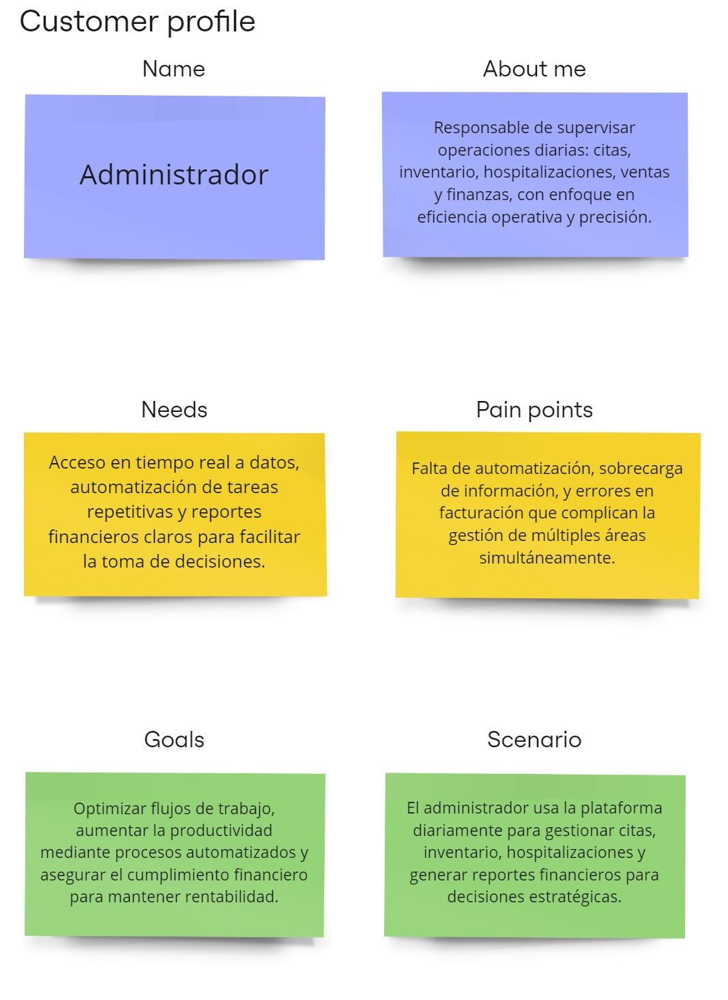 Customer profile
Name
Administrador
About me
Responsable de supervisar
operaciones diarias: citas,
inventario, hospitalizaciones, ventas
y finanzas, con enfoque en
eficiencia operativa y precisión.
Needs
Acceso en tiempo real a datos,
automatización de tareas
repetitivas y reportes
financieros claros para facilitar
la toma de decisiones.
Pain points
Falta de automatización, sobrecarga
de información, y errores en
facturación que complican la
gestión de múltiples áreas
simultáneamente.
Goals
Optimizar flujos de trabajo,
aumentar la productividad
mediante procesos automatizados y
asegurar el cumplimiento financiero
para mantener rentabilidad.
Scenario
El administrador usa la plataforma
diariamente para gestionar citas,
inventario, hospitalizaciones y
generar reportes financieros para
decisiones estratégicas.